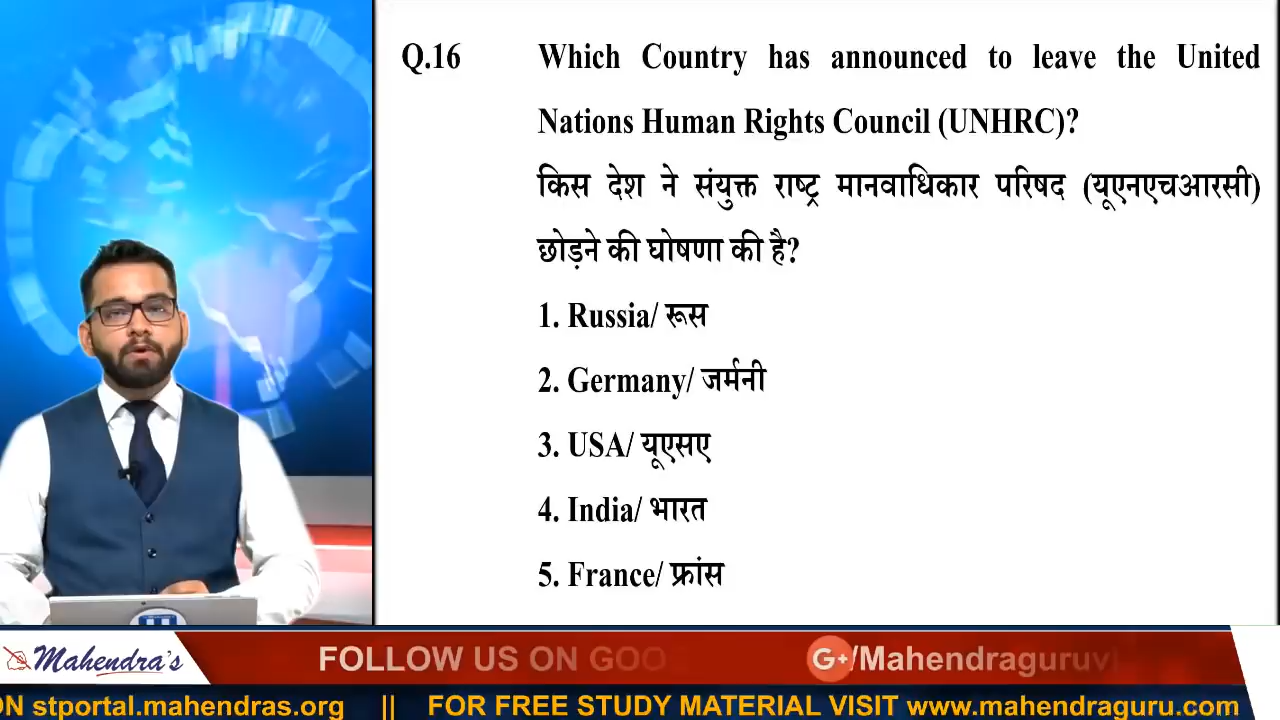 Q.16 Which Country has announced to leave the United
Nations Human Rights Council (UNHRC)?
किस देश ने संयुक्त राष्ट्र मानवाधिकार परिषद (यूएनएचआरसी)
छोड़ने की घोषणा की है?
1. Russia/ रूस
2. Germany/ जर्मनी
3. USA/ यूएसए
4. India/ भारत
5. France/ फ्रांस
Mahendra's FOLLOW US ON GOO G+/Mahendraguruv
ON stportal.mahendras.org || FOR FREE STUDY MATERIAL VISIT www.mahendraguru.com